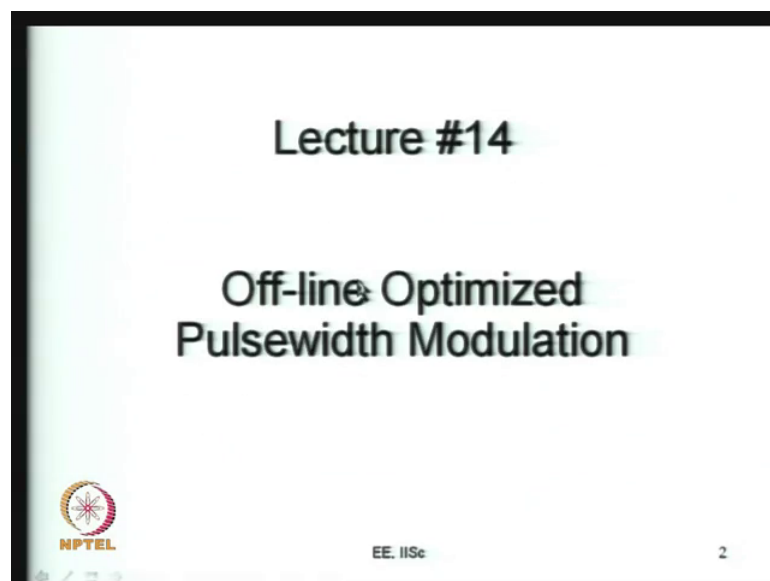 Lecture #14
Off-line Optimized
Pulsewidth Modulation
NPTEL
EE, IISc
2